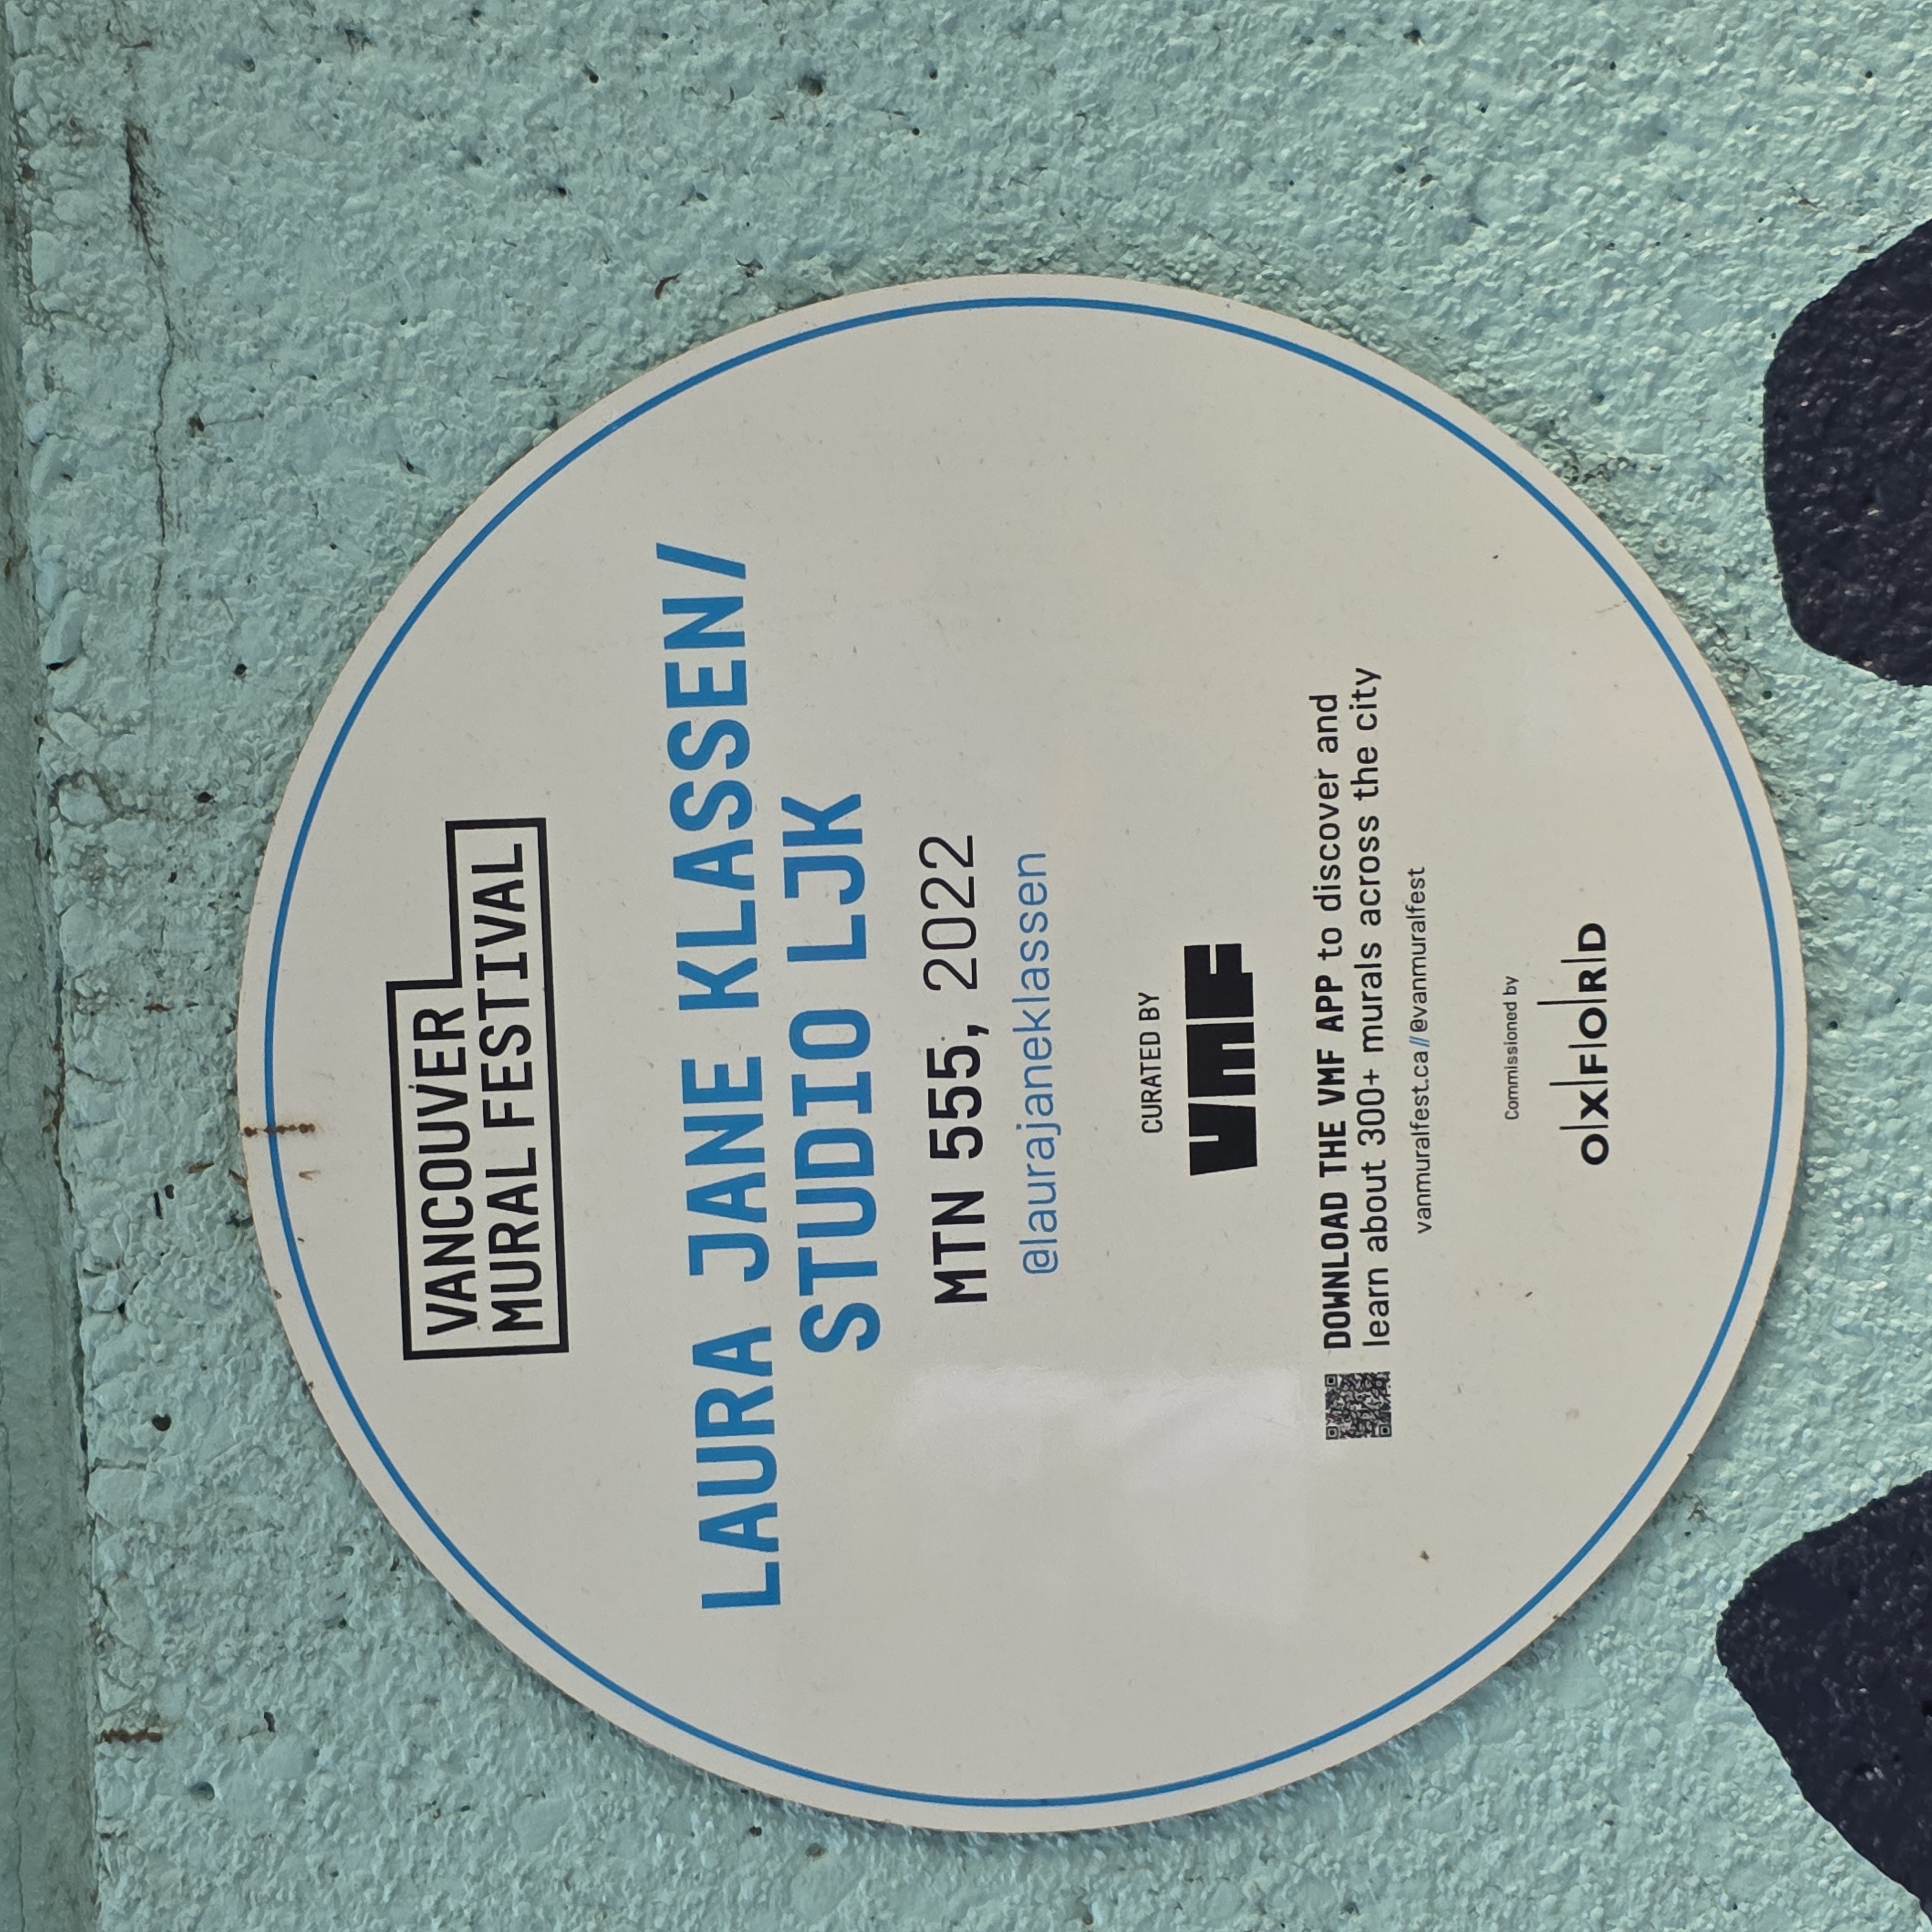 VANCOUVER
MURAL FESTIVAL
LAURA JANE KLASSEN/
STUDIO LJK
MTN 555, 2022
@laurajaneklassen
CURATED BY
VMF
DOWNLOAD THE VMF APP to discover and
learn about 300+ murals across the city
vanmuralfest.ca//@vanmuralfest
Commissioned by
O|X|F|O|R|D